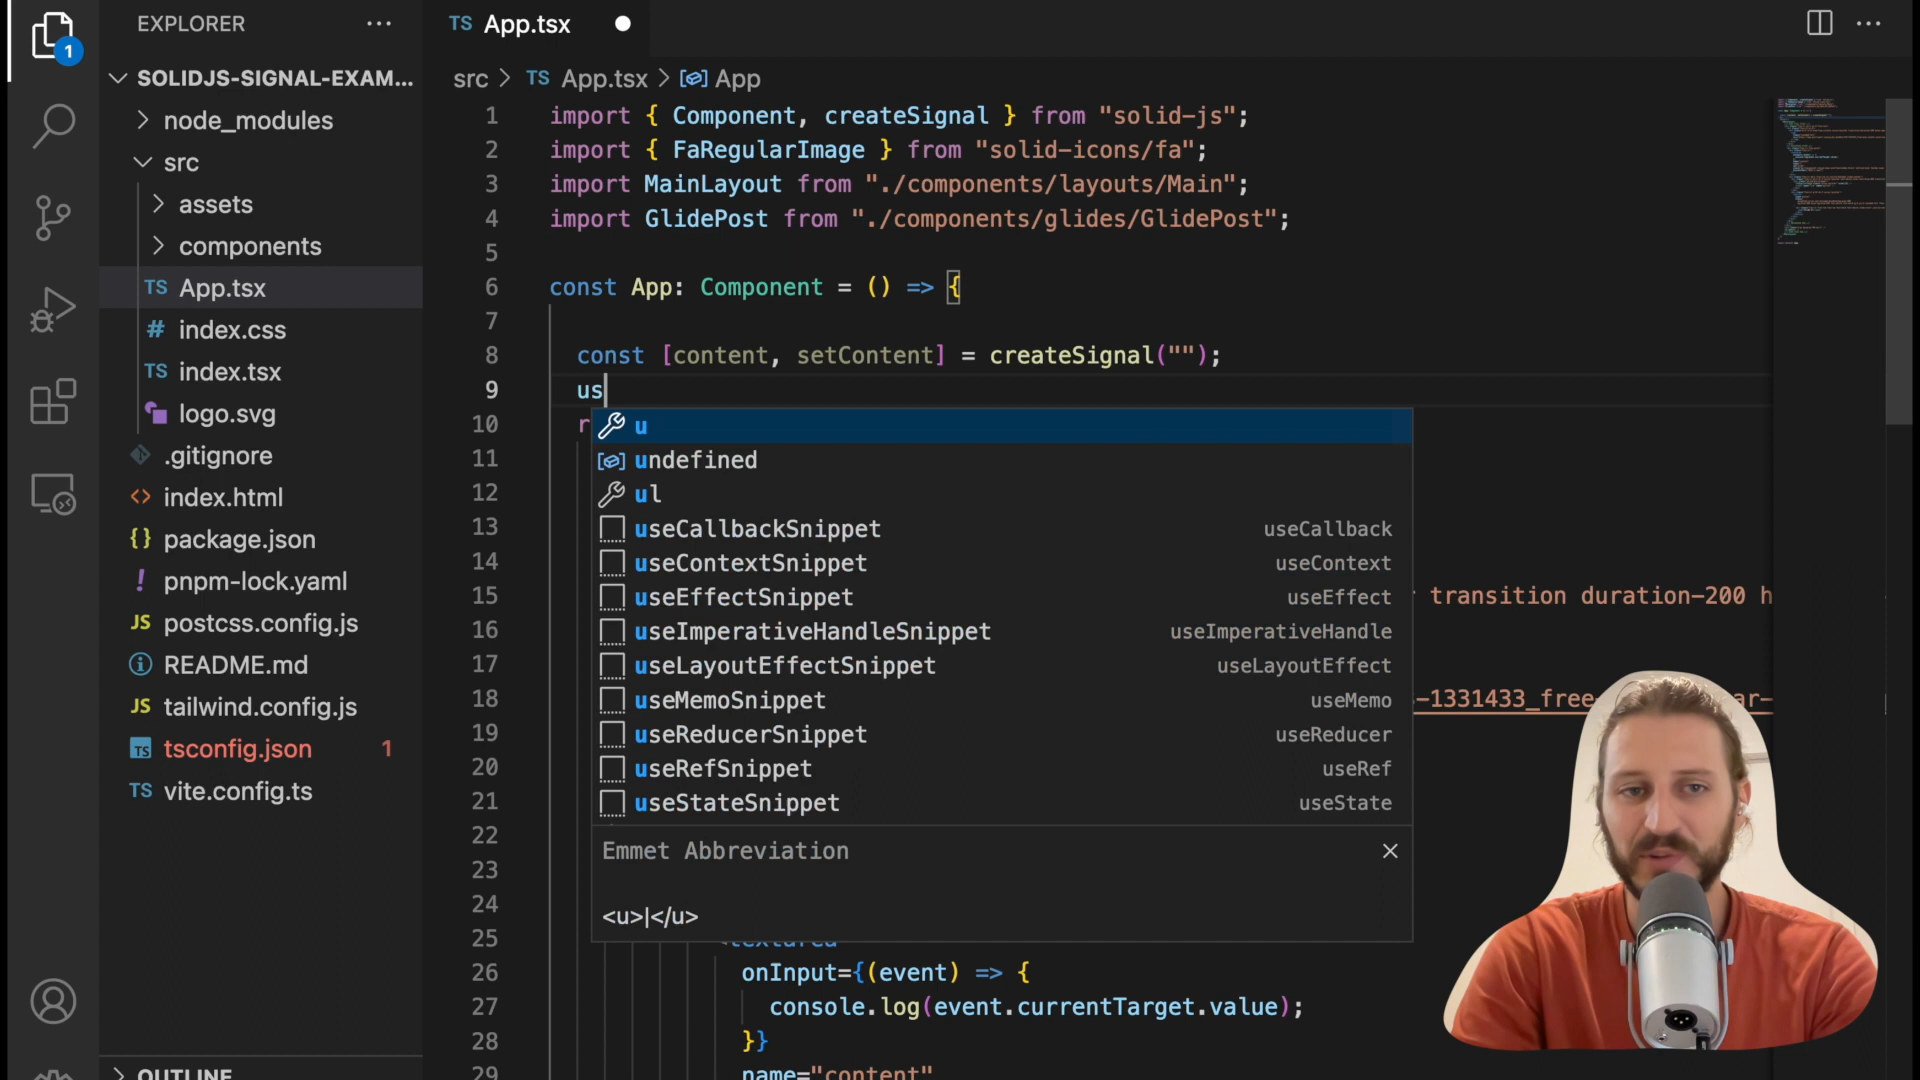 EXPLORER
SOLIDJS-SIGNAL-EXAM...
node_modules
src
assets
components
TS App.tsx
# index.css
TS index.tsx
logo.svg
.gitignore
<> index.html
{} package.json
! pnpm-lock.yaml
JS postcss.config.js
README.md
JS tailwind.config.js
TS tsconfig.json 1
TS vite.config.ts
OUTLINE
1
TS App.tsx
src > TS App.tsx > App
1 import { Component, createSignal } from "solid-js";
2 import { FaRegularImage } from "solid-icons/fa";
3 import MainLayout from "./components/layouts/Main";
4 import GlidePost from "./components/glides/GlidePost";
5
6 const App: Component = () => {
7
8 const [content, setContent] = createSignal("");
9 us
10 r
11
12
13
14
15 transition duration-200 h
16
17
18 -1331433_free- ar-
19
20
21
22
23
24
25
26 onInput={(event) => {
27 console.log(event.currentTarget.value);
28 }}
29 name="content"
u
undefined
ul
useCallbackSnippet useCallback
useContextSnippet useContext
useEffectSnippet useEffect
useImperativeHandleSnippet useImperativeHandle
useLayoutEffectSnippet useLayoutEffect
useMemoSnippet useMemo
useReducerSnippet useReducer
useRefSnippet useRef
useStateSnippet useState
Emmet Abbreviation
<u>|</u>